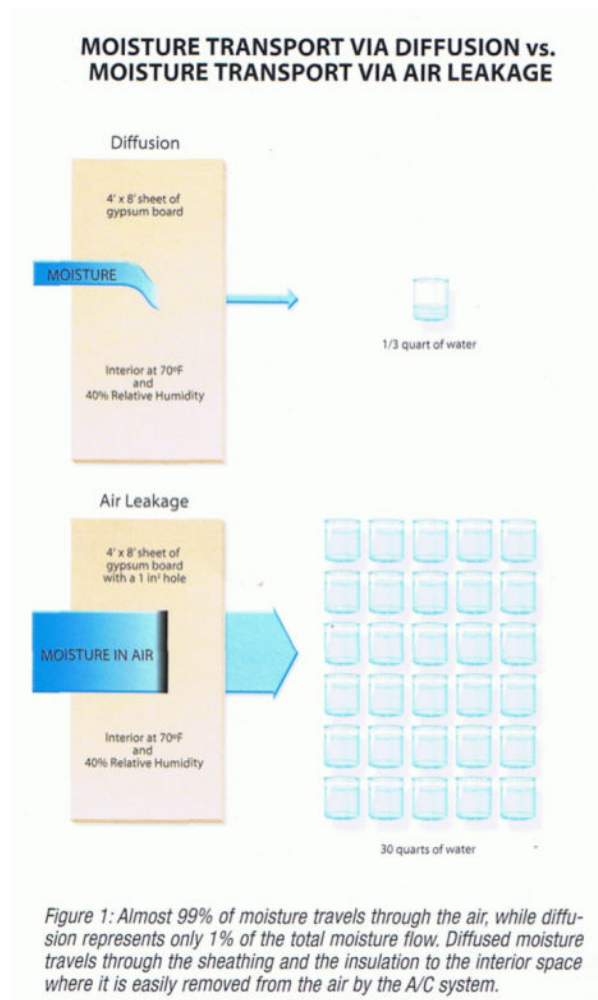 MOISTURE TRANSPORT VIA DIFFUSION vs.
MOISTURE TRANSPORT VIA AIR LEAKAGE
Diffusion
4' x 8' sheet of
gypsum board
MOISTURE
1/3 quart of water
Interior at 70ºF
and
40% Relative Humidity
Air Leakage
4' x 8' sheet of
gypsum board
with a 1 in² hole
MOISTURE IN AIR
Interior at 70ºF
and
40% Relative Humidity
30 quarts of water
Figure 1: Almost 99% of moisture travels through the air, while diffu-
sion represents only 1% of the total moisture flow. Diffused moisture
travels through the sheathing and the insulation to the interior space
where it is easily removed from the air by the A/C system.